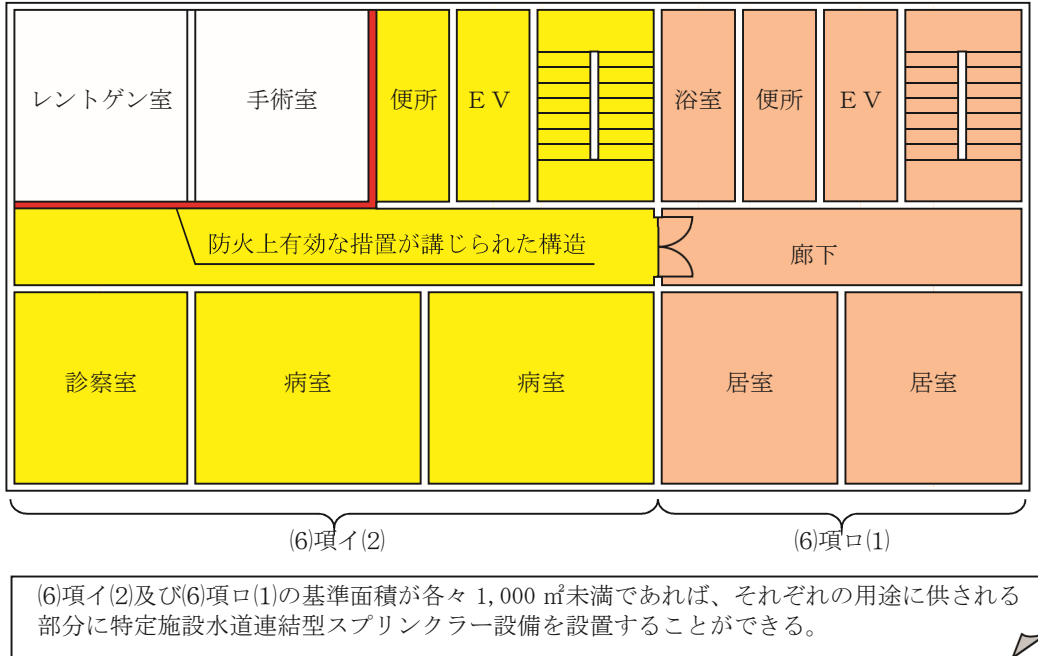 レントゲン室
手術室
便所
ＥＶ
浴室
便所
ＥＶ
防火上有効な措置が講じられた構造
廊下
診察室
病室
病室
居室
居室
⑹項イ⑵
⑹項ロ⑴
⑹項イ⑵及び⑹項ロ⑴の基準面積が各々 1,000 ㎡未満であれば、それぞれの用途に供される
部分に特定施設水道連結型スプリンクラー設備を設置することができる。